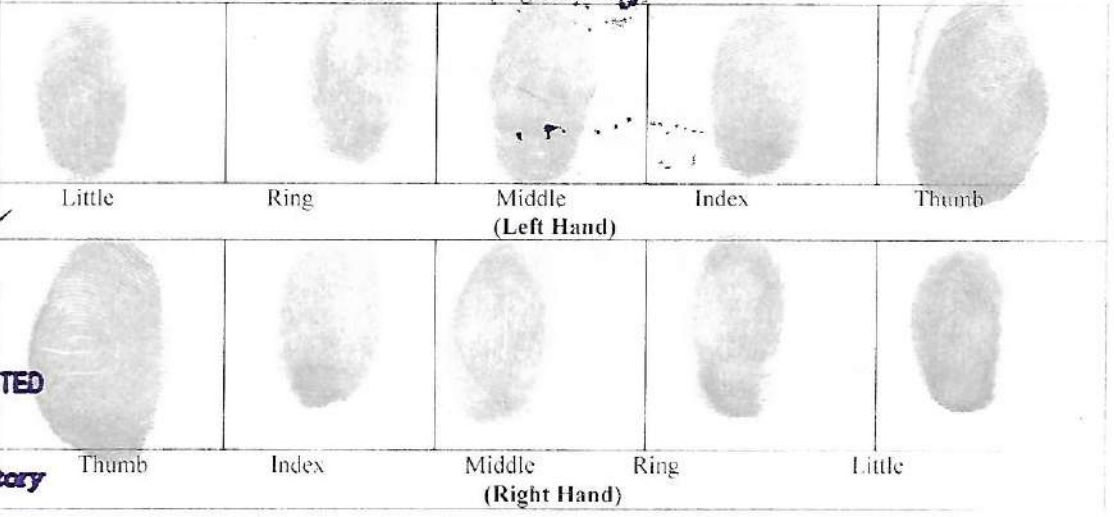 Little Ring Middle Index Thumb
(Left Hand)
TED
Thumb Index Middle Ring Little
tory
(Right Hand)